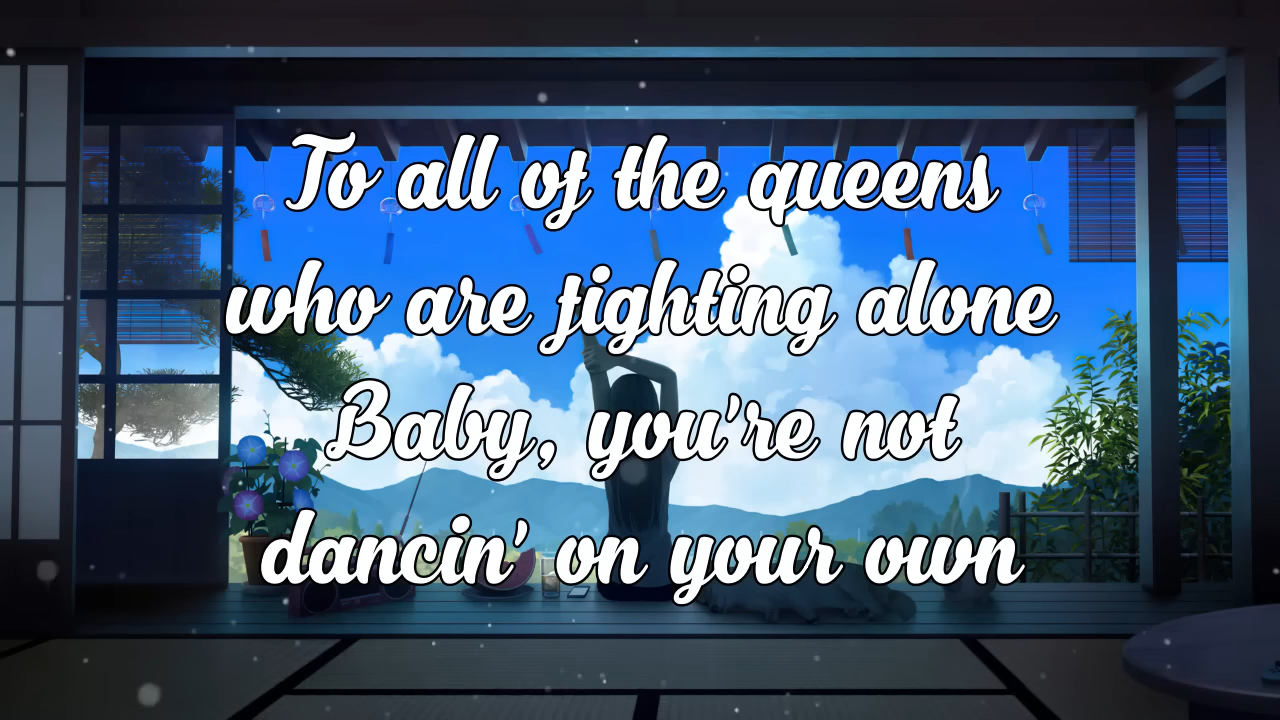 To all of the queens
who are fighting alone
Baby, you're not
dancin' on your own